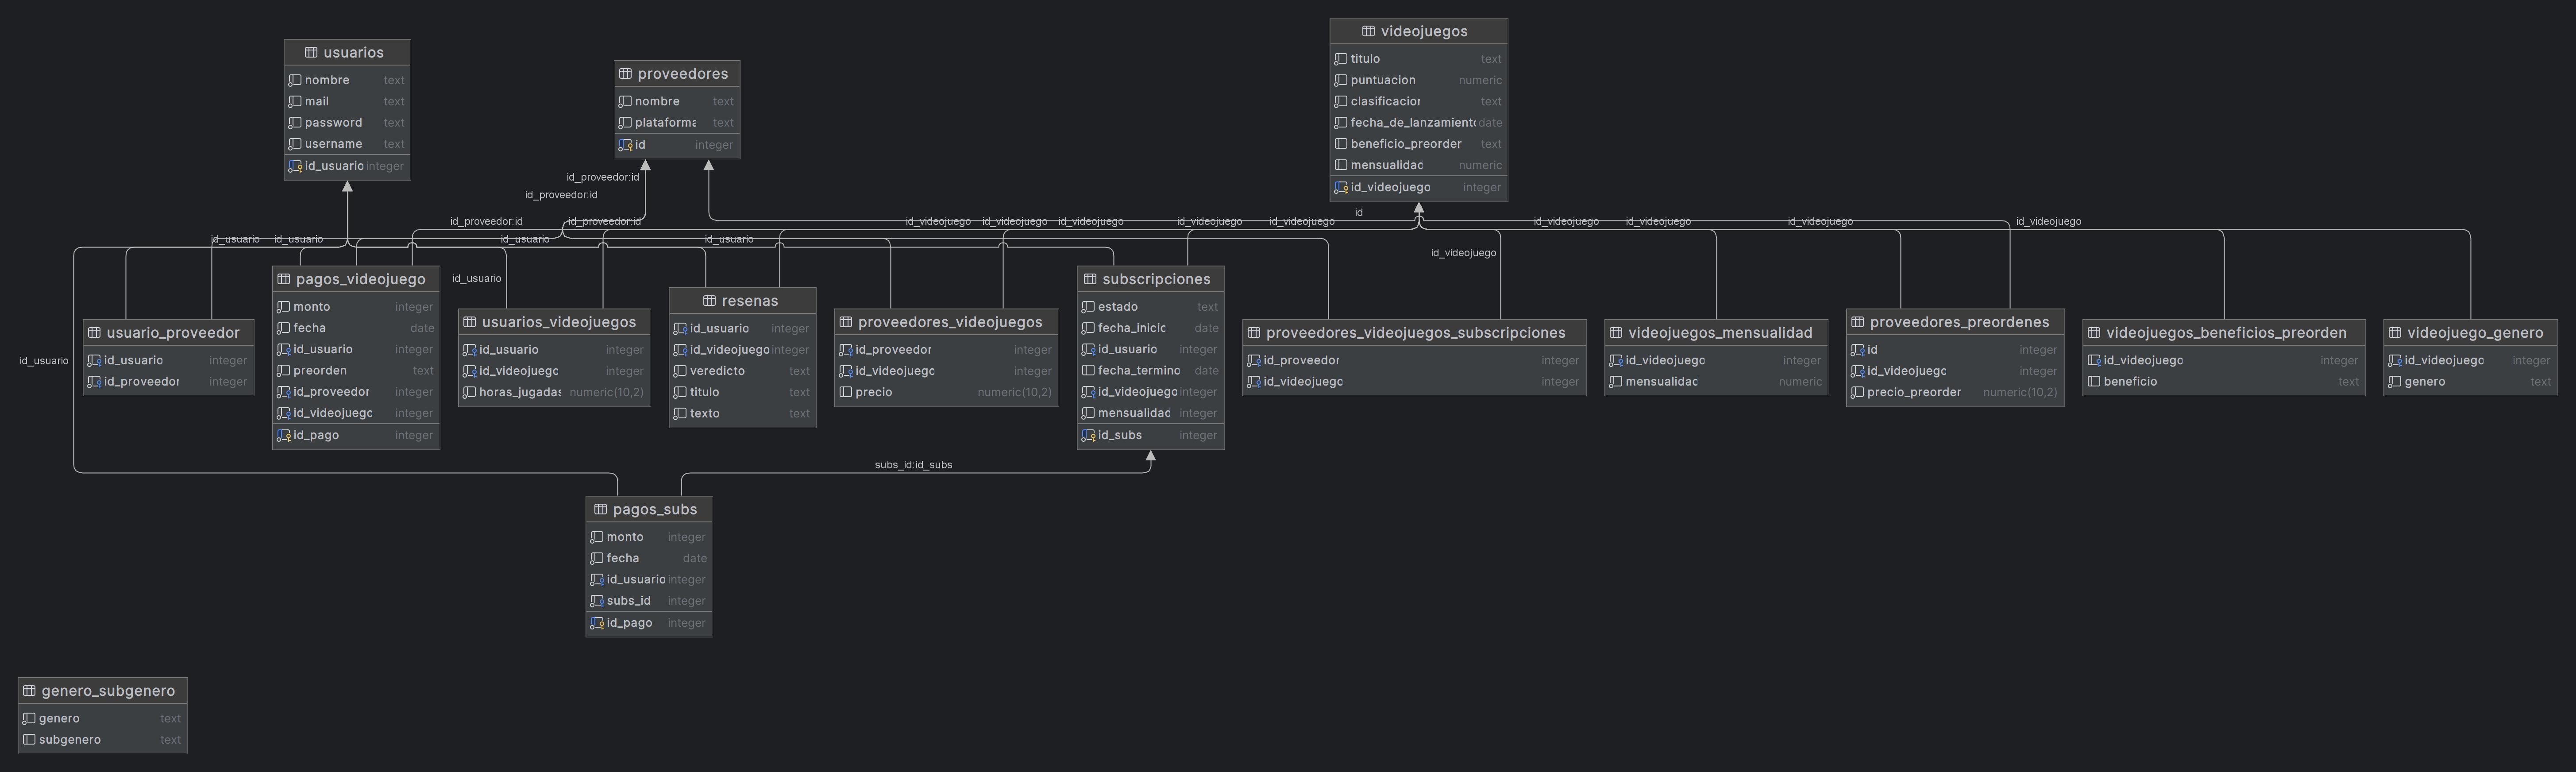 usuarios
nombre text
mail text
password text
username text
id_usuario integer
proveedores
nombre text
plataforma text
id integer
videojuegos
titulo text
puntuacion numeric
clasificacion text
fecha_de_lanzamiento date
beneficio_preorder text
mensualidad numeric
id_videojuego integer
id_proveedor:id
id_proveedor:id
id_proveedor:id
id_proveedor:id
id_videojuego
id_videojuego
id_videojuego
id_videojuego
id_videojuego
id
id_videojuego
id_videojuego
id_videojuego
id_videojuego
id_usuario
id_usuario
id_usuario
id_usuario
id_videojuego
id_usuario
id_usuario
usuario_proveedor
id_usuario integer
id_proveedor integer
pagos_videojuego
monto integer
fecha date
id_usuario integer
preorden text
id_proveedor integer
id_videojuego integer
id_pago integer
usuarios_videojuegos
id_usuario integer
id_videojuego integer
horas_jugadas numeric(10,2)
resenas
id_usuario integer
id_videojuego integer
veredicto text
titulo text
texto text
proveedores_videojuegos
id_proveedor integer
id_videojuego integer
precio numeric(10,2)
subscripciones
estado text
fecha_inicio date
id_usuario integer
fecha_termino date
id_videojuego integer
mensualidad integer
id_subs integer
proveedores_videojuegos_subscripciones
id_proveedor integer
id_videojuego integer
videojuegos_mensualidad
id_videojuego integer
mensualidad numeric
proveedores_preordenes
id integer
id_videojuego integer
precio_preorder numeric(10,2)
videojuegos_beneficios_preorden
id_videojuego integer
beneficio text
videojuego_genero
id_videojuego integer
genero text
subs_id:id_subs
pagos_subs
monto integer
fecha date
id_usuario integer
subs_id integer
id_pago integer
genero_subgenero
genero text
subgenero text